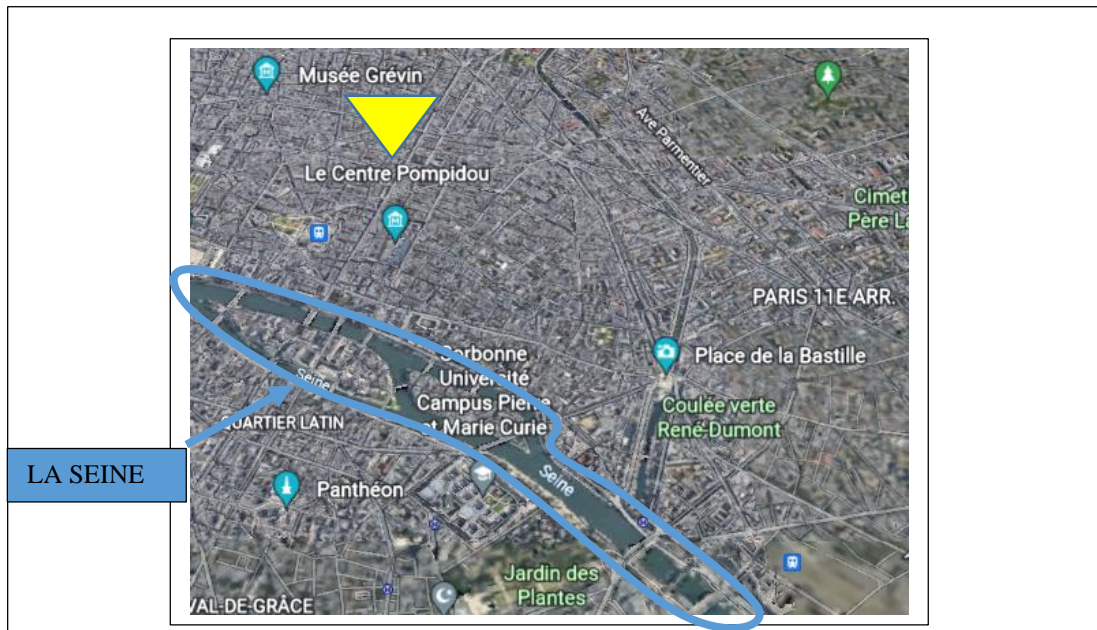 Musée Grévin
Ave Parmentier
Le Centre Pompidou
Cimet
Père La
PARIS 11E ARR.
Place de la Bastille
Sorbonne
Université
Campus Pierre
et Marie Curie
Seine
Coulée verte
René-Dumont
QUARTIER LATIN
LA SEINE
Panthéon
Seine
Jardin des
Plantes
VAL-DE-GRÂCE